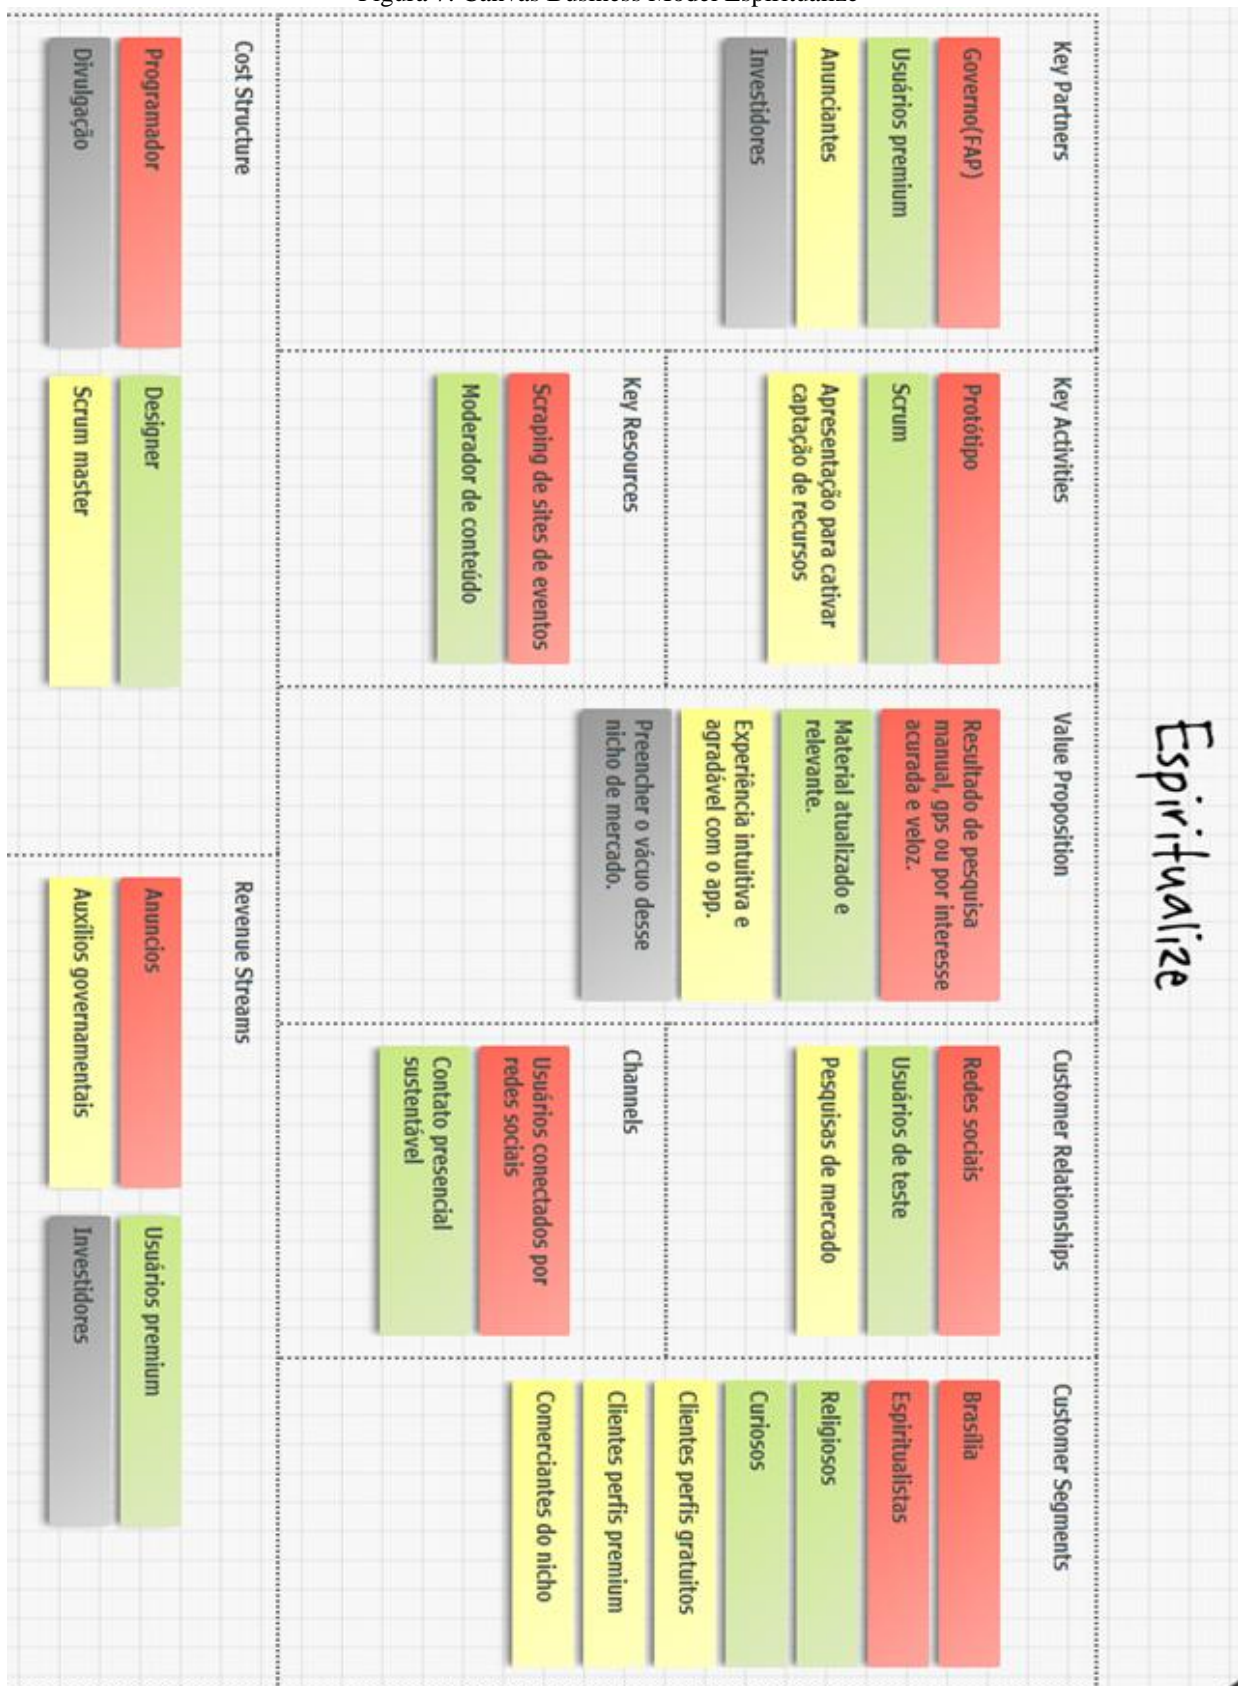 Espiritualize
Key Partners
Governo(FAP)
Usuários premium
Anunciantes
Investidores
Key Activities
Protótipo
Scrum
Apresentação para cativar
captação de recursos
Key Resources
Scraping de sites de eventos
Moderador de conteúdo
Value Proposition
Resultado de pesquisa
manual, gps ou por interesse
acurada e veloz.
Material atualizado e
relevante.
Experiência intuitiva e
agradável com o app.
Preencher o vácuo desse
nicho de mercado.
Customer Relationships
Redes sociais
Usuários de teste
Pesquisas de mercado
Channels
Usuários conectados por
redes sociais
Contato presencial
sustentável
Customer Segments
Brasília
Espiritualistas
Religiosos
Curiosos
Clientes perfis gratuitos
Clientes perfis premium
Comerciantes do nicho
Cost Structure
Programador
Designer
Divulgação
Scrum master
Revenue Streams
Anuncios
Usuários premium
Auxílios governamentais
Investidores